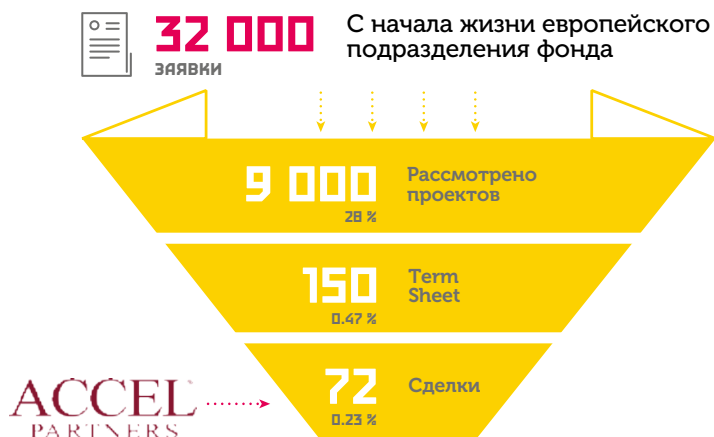 32 000
заявки
С начала жизни европейского
подразделения фонда
9 000
28 %
Рассмотрено
проектов
150
0.47 %
Term
Sheet
72
0.23 %
Сделки
ACCEL
PARTNERS